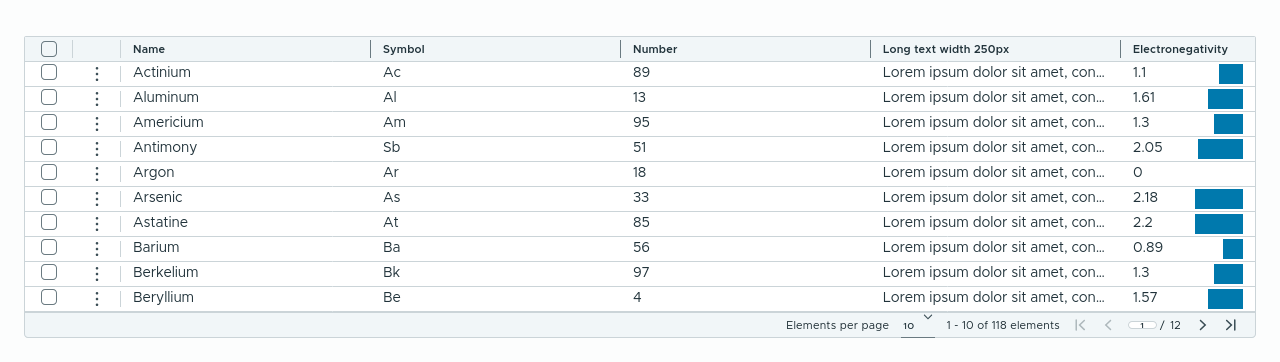 Name Symbol Number Long text width 250px Electronegativity
Actinium Ac 89 Lorem ipsum dolor sit amet, con... 1.1
Aluminum Al 13 Lorem ipsum dolor sit amet, con... 1.61
Americium Am 95 Lorem ipsum dolor sit amet, con... 1.3
Antimony Sb 51 Lorem ipsum dolor sit amet, con... 2.05
Argon Ar 18 Lorem ipsum dolor sit amet, con... 0
Arsenic As 33 Lorem ipsum dolor sit amet, con... 2.18
Astatine At 85 Lorem ipsum dolor sit amet, con... 2.2
Barium Ba 56 Lorem ipsum dolor sit amet, con... 0.89
Berkelium Bk 97 Lorem ipsum dolor sit amet, con... 1.3
Beryllium Be 4 Lorem ipsum dolor sit amet, con... 1.57
Elements per page 10 1 - 10 of 118 elements 1 / 12